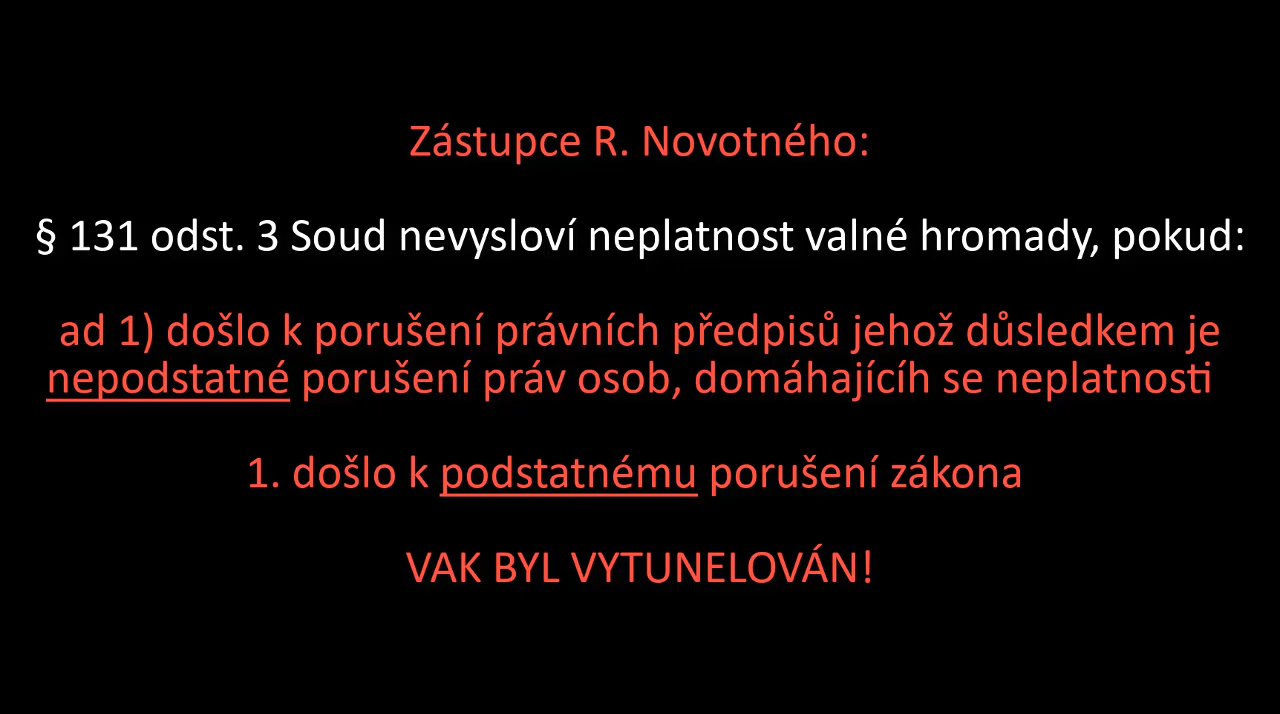 Zástupce R. Novotného:
§ 131 odst. 3 Soud nevysloví neplatnost valné hromady, pokud:
ad 1) došlo k porušení právních předpisů jehož důsledkem je
nepodstatné porušení práv osob, domáhajícíh se neplatnosti
1. došlo k podstatnému porušení zákona
VAK BYL VYTUNELOVÁN!